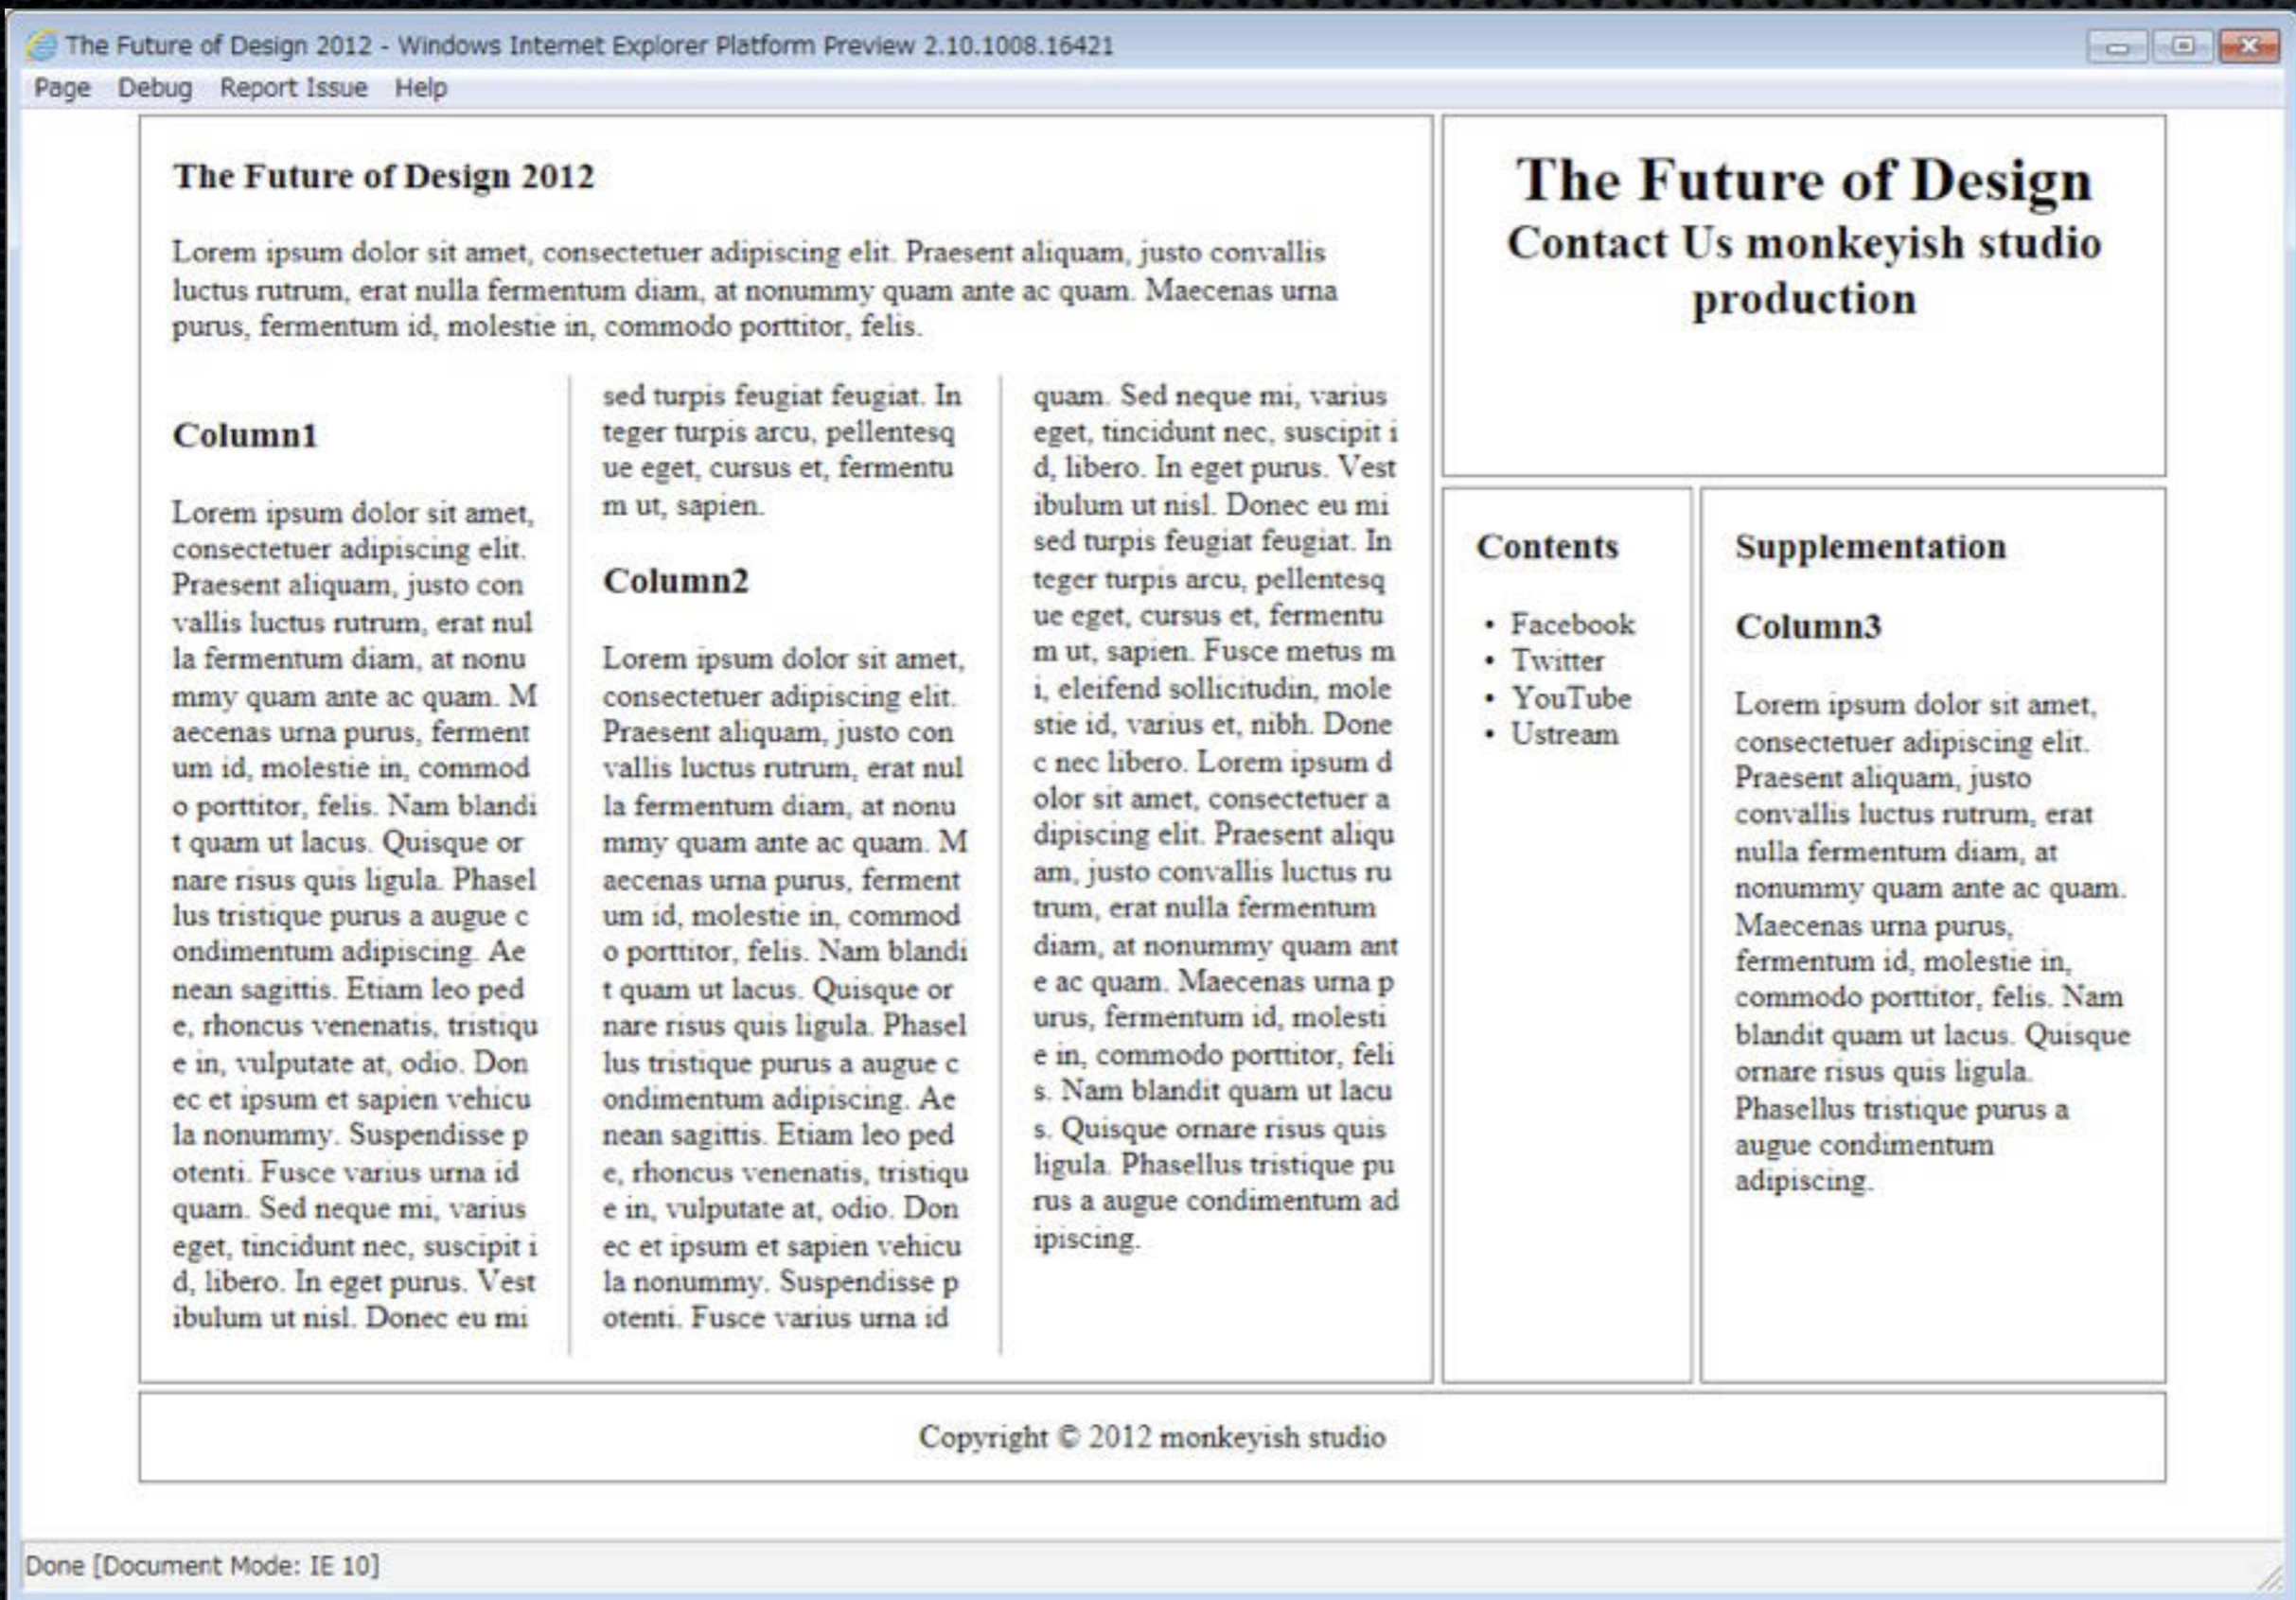 The Future of Design 2012 - Windows Internet Explorer Platform Preview 2.10.1008.16421
Page Debug Report Issue Help
The Future of Design 2012
Lorem ipsum dolor sit amet, consectetuer adipiscing elit. Praesent aliquam, justo convallis
luctus rutrum, erat nulla fermentum diam, at nonummy quam ante ac quam. Maecenas urna
purus, fermentum id, molestie in, commodo porttitor, felis.
Column1
Lorem ipsum dolor sit amet,
consectetuer adipiscing elit.
Praesent aliquam, justo con
vallis luctus rutrum, erat nul
la fermentum diam, at nonu
mmy quam ante ac quam. M
aecenas urna purus, ferment
um id, molestie in, commod
o porttitor, felis. Nam blandi
t quam ut lacus. Quisque or
nare risus quis ligula. Phasel
lus tristique purus a augue c
ondimentum adipiscing. Ae
nean sagittis. Etiam leo ped
e, rhoncus venenatis, tristiqu
e in, vulputate at, odio. Don
ec et ipsum et sapien vehicu
la nonummy. Suspendisse p
otenti. Fusce varius urna id
quam. Sed neque mi, varius
eget, tincidunt nec, suscipit i
d, libero. In eget purus. Vest
ibulum ut nisl. Donec eu mi
sed turpis feugiat feugiat. In
teger turpis arcu, pellentesq
ue eget, cursus et, fermentu
m ut, sapien.
Column2
Lorem ipsum dolor sit amet,
consectetuer adipiscing elit.
Praesent aliquam, justo con
vallis luctus rutrum, erat nul
la fermentum diam, at nonu
mmy quam ante ac quam. M
aecenas urna purus, ferment
um id, molestie in, commod
o porttitor, felis. Nam blandi
t quam ut lacus. Quisque or
nare risus quis ligula. Phasel
lus tristique purus a augue c
ondimentum adipiscing. Ae
nean sagittis. Etiam leo ped
e, rhoncus venenatis, tristiqu
e in, vulputate at, odio. Don
ec et ipsum et sapien vehicu
la nonummy. Suspendisse p
otenti. Fusce varius urna id
quam. Sed neque mi, varius
eget, tincidunt nec, suscipit i
d, libero. In eget purus. Vest
ibulum ut nisl. Donec eu mi
sed turpis feugiat feugiat. In
teger turpis arcu, pellentesq
ue eget, cursus et, fermentu
m ut, sapien. Fusce metus m
i, eleifend sollicitudin, mole
stie id, varius et, nibh. Done
c nec libero. Lorem ipsum d
olor sit amet, consectetuer a
dipiscing elit. Praesent aliqu
am, justo convallis luctus ru
trum, erat nulla fermentum
diam, at nonummy quam ant
e ac quam. Maecenas urna p
urus, fermentum id, molesti
e in, commodo porttitor, feli
s. Nam blandit quam ut lacu
s. Quisque ornare risus quis
ligula. Phasellus tristique pu
rus a augue condimentum ad
ipiscing.
The Future of Design
Contact Us monkeyish studio
production
Contents
• Facebook
• Twitter
• YouTube
• Ustream
Supplementation
Column3
Lorem ipsum dolor sit amet,
consectetuer adipiscing elit.
Praesent aliquam, justo
convallis luctus rutrum, erat
nulla fermentum diam, at
nonummy quam ante ac quam.
Maecenas urna purus,
fermentum id, molestie in,
commodo porttitor, felis. Nam
blandit quam ut lacus. Quisque
ornare risus quis ligula.
Phasellus tristique purus a
augue condimentum
adipiscing.
Copyright © 2012 monkeyish studio
Done [Document Mode: IE 10]